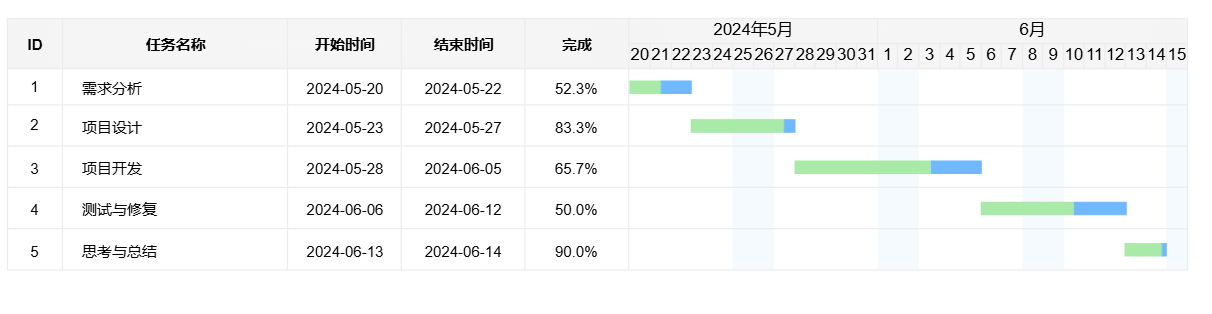 ID 任务名称 开始时间 结束时间 完成 2024年5月 6月
20 21 22 23 24 25 26 27 28 29 30 31 1 2 3 4 5 6 7 8 9 10 11 12 13 14 15
1 需求分析 2024-05-20 2024-05-22 52.3%
2 项目设计 2024-05-23 2024-05-27 83.3%
3 项目开发 2024-05-28 2024-06-05 65.7%
4 测试与修复 2024-06-06 2024-06-12 50.0%
5 思考与总结 2024-06-13 2024-06-14 90.0%